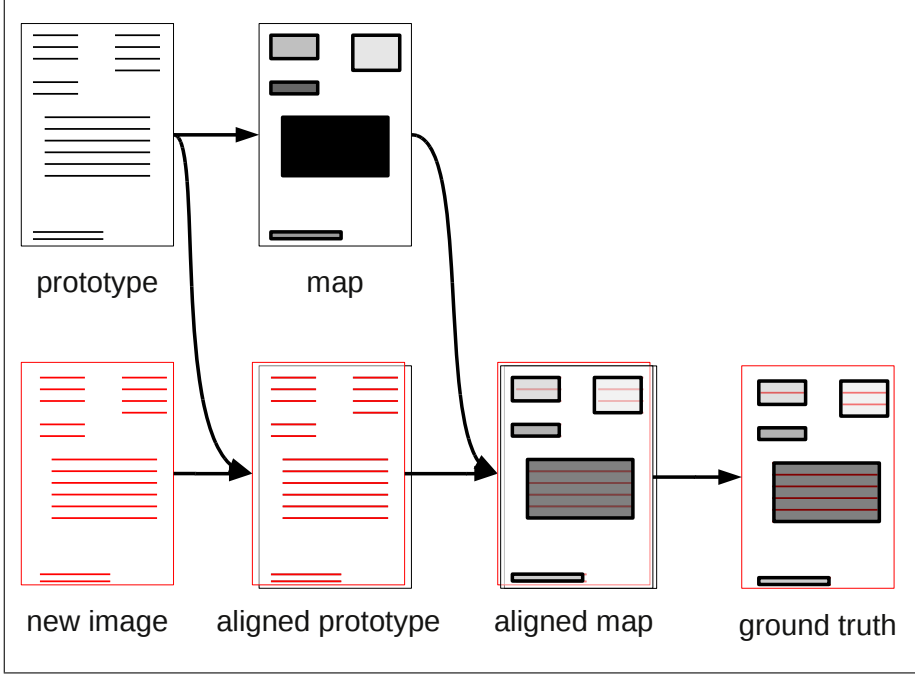 prototype
map
new image
aligned prototype
aligned map
ground truth